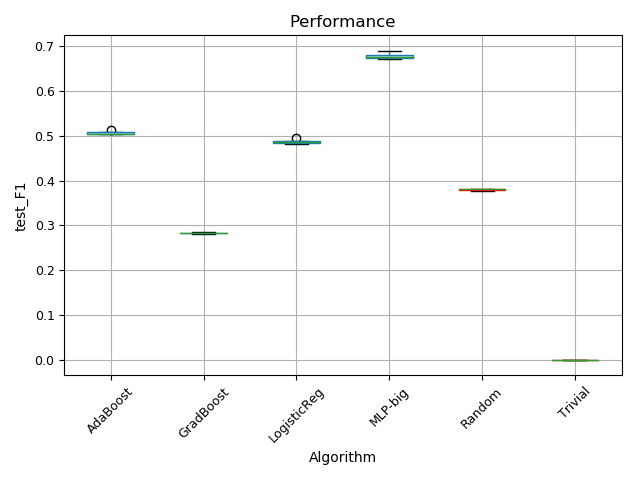 Performance
test_F1
0.7
0.6
0.5
0.4
0.3
0.2
0.1
0.0
AdaBoost
GradBoost
LogisticReg
MLP-big
Random
Trivial
Algorithm